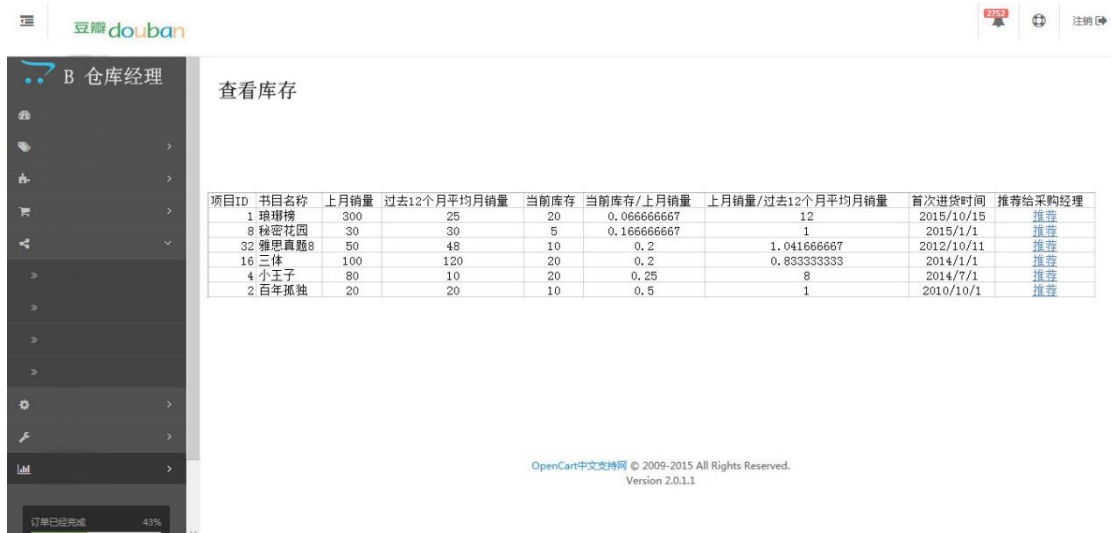 豆瓣douban
2752
注销
B 仓库经理
查看库存
项目ID 书目名称 上月销量 过去12个月平均月销量 当前库存 当前库存/上月销量 上月销量/过去12个月平均月销量 首次进货时间 推荐给采购经理
1 琅琊榜 300 25 20 0.066666667 12 2015/10/15 推荐
8 秘密花园 30 30 5 0.166666667 1 2015/1/1 推荐
32 雅思真题8 50 48 10 0.2 1.041666667 2012/10/11 推荐
16 三体 100 120 20 0.2 0.833333333 2014/1/1 推荐
4 小王子 80 10 20 0.25 8 2014/7/1 推荐
2 百年孤独 20 20 10 0.5 1 2010/10/1 推荐
OpenCart中文支持网 © 2009-2015 All Rights Reserved.
Version 2.0.1.1
订单已经完成 43%